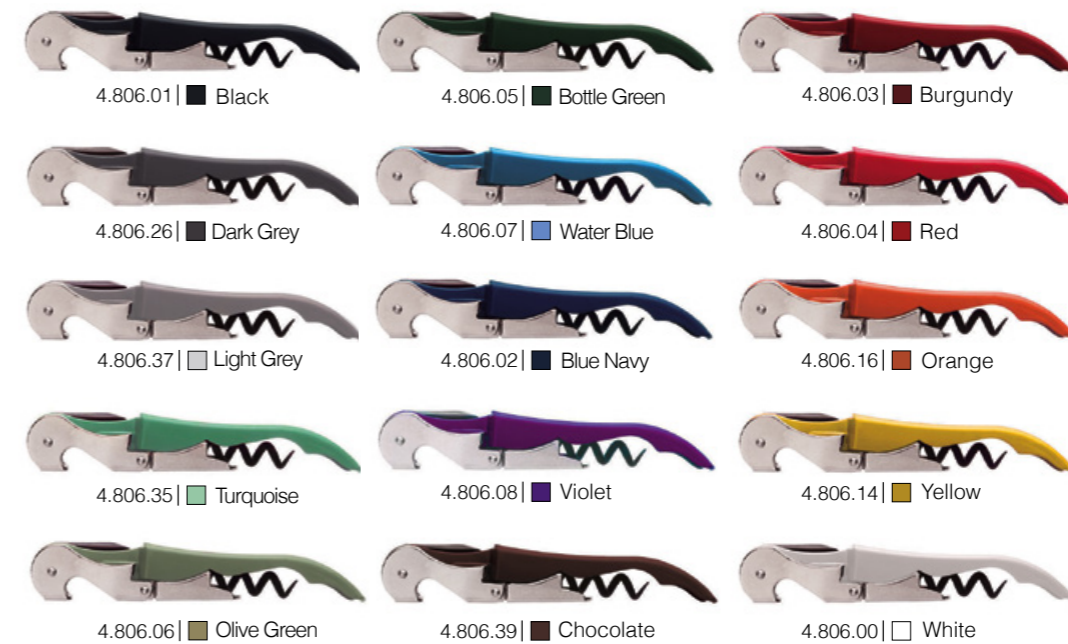 4.806.01| Black
4.806.05| Bottle Green
4.806.03| Burgundy
4.806.26| Dark Grey
4.806.07| Water Blue
4.806.04| Red
4.806.37| Light Grey
4.806.02| Blue Navy
4.806.16| Orange
4.806.35| Turquoise
4.806.08| Violet
4.806.14| Yellow
4.806.06| Olive Green
4.806.39| Chocolate
4.806.00| White